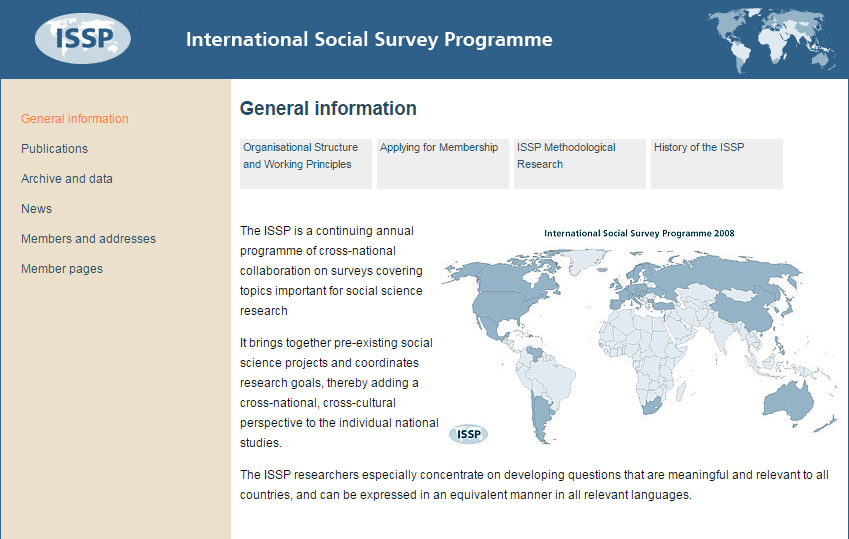 ISSP
International Social Survey Programme
General information
Publications
Archive and data
News
Members and addresses
Member pages
General information
Organisational Structure
and Working Principles
Applying for Membership
ISSP Methodological
Research
History of the ISSP
The ISSP is a continuing annual
programme of cross-national
collaboration on surveys covering
topics important for social science
research
It brings together pre-existing social
science projects and coordinates
research goals, thereby adding a
cross-national, cross-cultural
perspective to the individual national
studies.
International Social Survey Programme 2008
ISSP
The ISSP researchers especially concentrate on developing questions that are meaningful and relevant to all
countries, and can be expressed in an equivalent manner in all relevant languages.